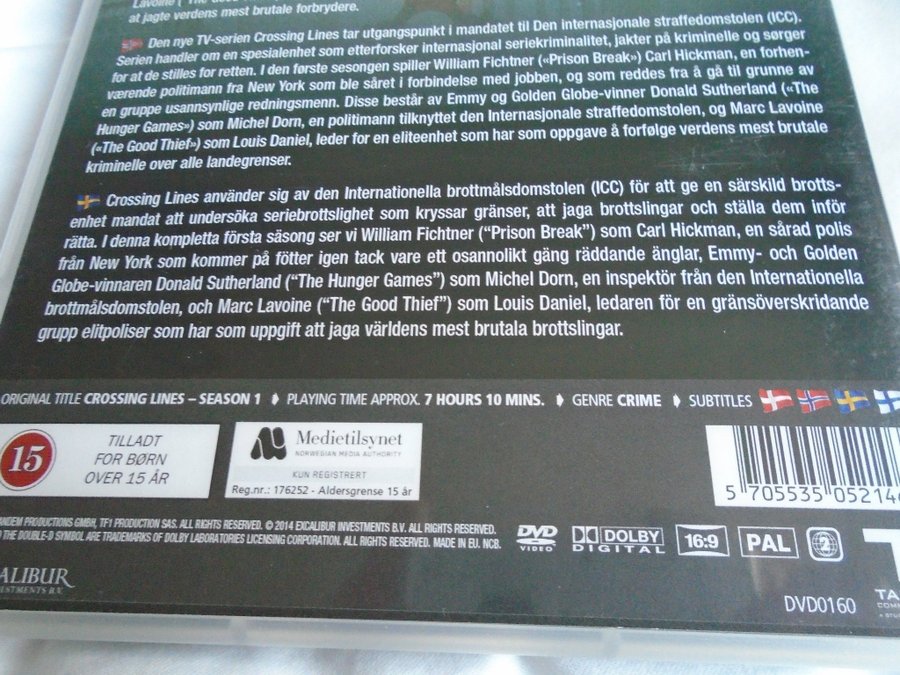 Lavoine ("The Good
at jagte verdens mest brutale forbrydere.
Den nye TV-serien Crossing Lines tar utgangspunkt i mandatet til Den internasjonale straffedomstolen (ICC).
Serien handler om en spesialenhet som etterforsker internasjonal seriekriminalitet, jakter på kriminelle og sørger
for at de stilles for retten. I den første sesongen spiller William Fichtner («Prison Break») Carl Hickman, en forhen-
værende politimann fra New York som ble såret i forbindelse med jobben, og som reddes fra å gå til grunne av
en gruppe usannsynlige redningsmenn. Disse består av Emmy og Golden Globe-vinner Donald Sutherland («The
Hunger Games») som Michel Dorn, en politimann tilknyttet den Internasjonale straffedomstolen, og Marc Lavoine
(«The Good Thief») som Louis Daniel, leder for en eliteenhet som har som oppgave å forfølge verdens mest brutale
kriminelle over alle landegrenser.
Crossing Lines använder sig av den Internationella brottmålsdomstolen (ICC) för att ge en särskild brotts-
enhet mandat att undersöka seriebrottslighet som kryssar gränser, att jaga brottslingar och ställa dem inför
rätta. I denna kompletta första säsong ser vi William Fichtner ("Prison Break") som Carl Hickman, en sårad polis
från New York som kommer på fötter igen tack vare ett osannolikt gäng räddande änglar, Emmy- och Golden
Globe-vinnaren Donald Sutherland ("The Hunger Games") som Michel Dorn, en inspektör från den Internationella
brottmålsdomstolen, och Marc Lavoine ("The Good Thief") som Louis Daniel, ledaren för en gränsöverskridande
grupp elitpoliser som har som uppgift att jaga världens mest brutala brottslingar.
ORIGINAL TITLE CROSSING LINES – SEASON 1 PLAYING TIME APPROX. 7 HOURS 10 MINS. GENRE CRIME SUBTITLES
15
TILLADT
FOR BØRN
OVER 15 ÅR
Medietilsynet
NORWEGIAN MEDIA AUTHORITY
KUN REGISTRERT
Reg.nr.: 176252 - Aldersgrense 15 år
5 705535 05214
ANDEM PRODUCTIONS GMBH, TF1 PRODUCTION SAS. ALL RIGHTS RESERVED. © 2014 EXCALIBUR INVESTMENTS B.V. ALL RIGHTS RESERVED.
THE DOUBLE-D SYMBOL ARE TRADEMARKS OF DOLBY LABORATORIES LICENSING CORPORATION. ALL RIGHTS RESERVED. MADE IN EU. NCB.
DVD VIDEO
DOLBY DIGITAL
16:9
PAL
2
ALIBUR
ESTMENTS B.V.
DVD0160
TA
COM
A STU